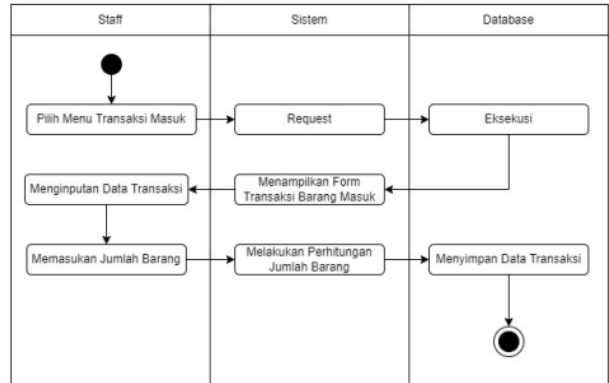 Staff
Sistem
Database
Pilih Menu Transaksi Masuk
Request
Eksekusi
Menginputan Data Transaksi
Menampilkan Form
Transaksi Barang Masuk
Memasukan Jumlah Barang
Melakukan Perhitungan
Jumlah Barang
Menyimpan Data Transaksi